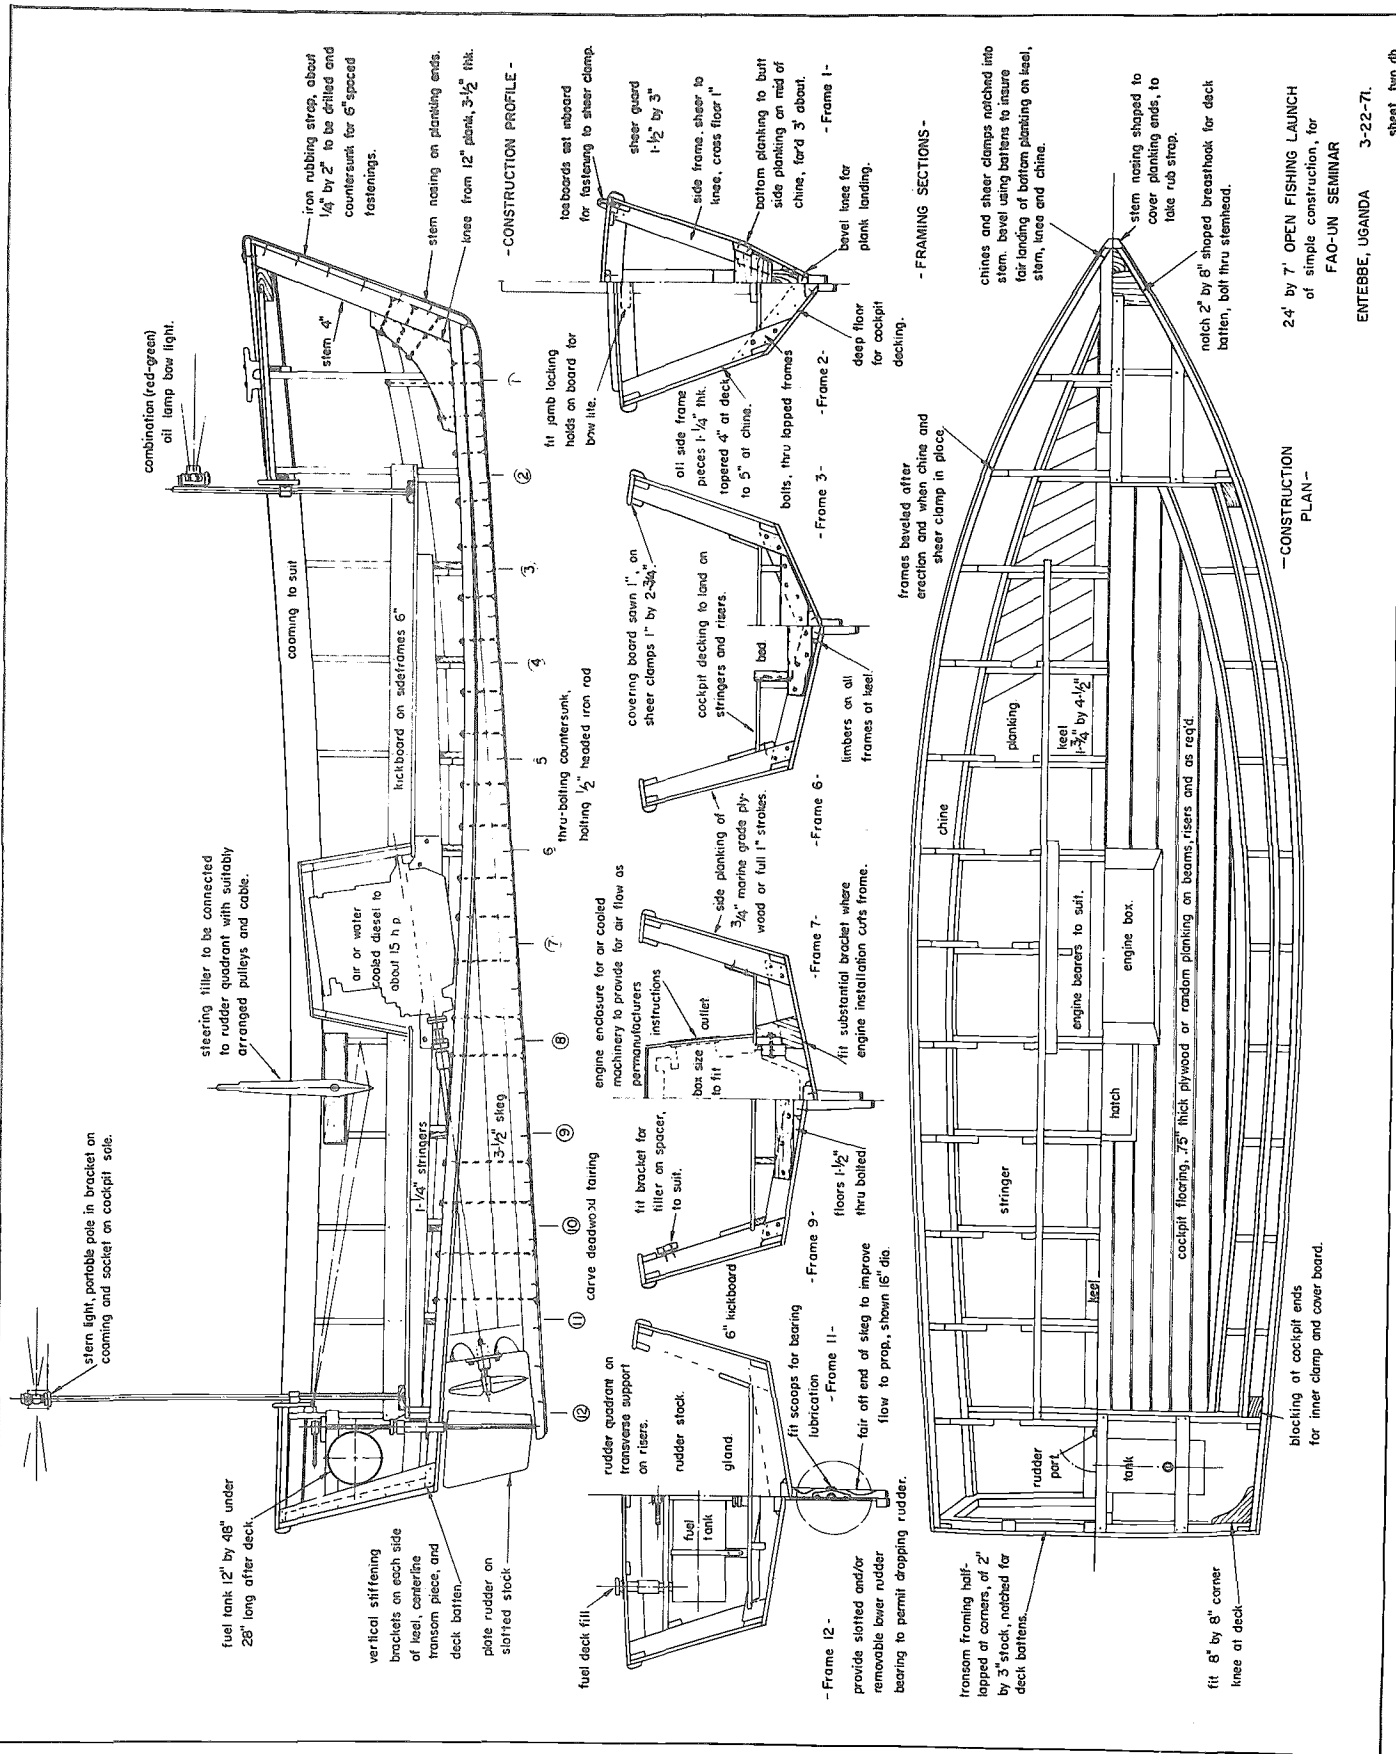 stern light, portable pole in bracket on
coaming and socket on cockpit sole.
steering tiller to be connected
to rudder quadrant with suitably
arranged pulleys and cable.
combination (red-green)
oil lamp bow light.
iron rubbing strap, about
1/4" by 2" to be drilled and
countersunk for 6" spaced
fastenings.
stem nosing on planking ends.
knee from 12" plank, 3-1/2" thk.
-CONSTRUCTION PROFILE-
fuel tank 12" by 48" under
28" long after deck.
vertical stiffening
brackets on each side
of keel, centerline
transom piece, and
deck batten.
plate rudder on
slotted stock
coaming to suit
stem 4"
kickboard on sideframes 6"
air or water
cooled diesel to
about 15 h p
1-1/4" stringers
3-1/2" skeg
12
11
10
9
8
7
6
5
4
3
2
1
carve deadwood fairing
thru-bolting countersunk,
bolting 1/2" headed iron rod
fuel deck fill
rudder quadrant on
transverse support
on risers.
rudder stock.
gland.
fuel
tank
6" kickboard
-Frame 12-
provide slotted and/or
removable lower rudder
bearing to permit dropping rudder.
fit scoops for bearing
lubrication
-Frame 11-
fair aft end of skeg to improve
flow to prop, shown 16" dia.
fit bracket for
tiller on spacer,
to suit.
-Frame 9-
floors 1-1/2"
thru bolted
engine enclosure for air cooled
machinery to provide for air flow as
permanufacturers
instructions
outlet
box size
to fit
-Frame 7-
fit substantial bracket where
engine installation cuts frame.
side planking of
3/4" marine grade ply-
wood or full 1" strakes.
-Frame 6-
limbers on all
frames at keel.
covering board sawn 1", on
sheer clamps 1" by 2-3/4".
cockpit decking to land on
stringers and risers.
bed
-Frame 3-
bolts, thru lapped frames
all side frame
pieces 1-1/4" thk.
tapered 4" at deck
to 5" at chine.
-Frame 2-
deep floor
for cockpit
decking.
fit jamb locking
holds on board for
bow lite.
toeboards set inboard
for fastening to sheer clamp.
sheer guard
1-1/2" by 3"
side frame, sheer to
knee, cross floor 1"
bottom planking to butt
side planking on mid of
chine, for'd 3' about.
-Frame 1-
bevel knee for
plank landing.
-FRAMING SECTIONS-
chines and sheer clamps notched into
stem. bevel using battens to insure
fair landing of bottom planking on keel,
stem, knee and chine.
frames beveled after
erection and when chine and
sheer clamp in place.
stem nosing shaped to
cover planking ends, to
take rub strap.
notch 2" by 8" shaped breasthook for deck
batten, bolt thru stemhead.
transom framing half-
lapped at corners, of 2"
by 3" stock, notched for
deck battens.
fit 8" by 8" corner
knee at deck
rudder
port
tank
keel
stringer
hatch
engine box.
engine bearers to suit.
chine
planking.
keel
1-3/4" by 4-1/2"
cockpit flooring, .75" thick plywood or random planking on beams, risers and as req'd.
blocking at cockpit ends
for inner clamp and cover board.
-CONSTRUCTION
PLAN-
24' by 7' OPEN FISHING LAUNCH
of simple construction, for
FAO-UN SEMINAR
ENTEBBE, UGANDA 3-22-71.
sheet two